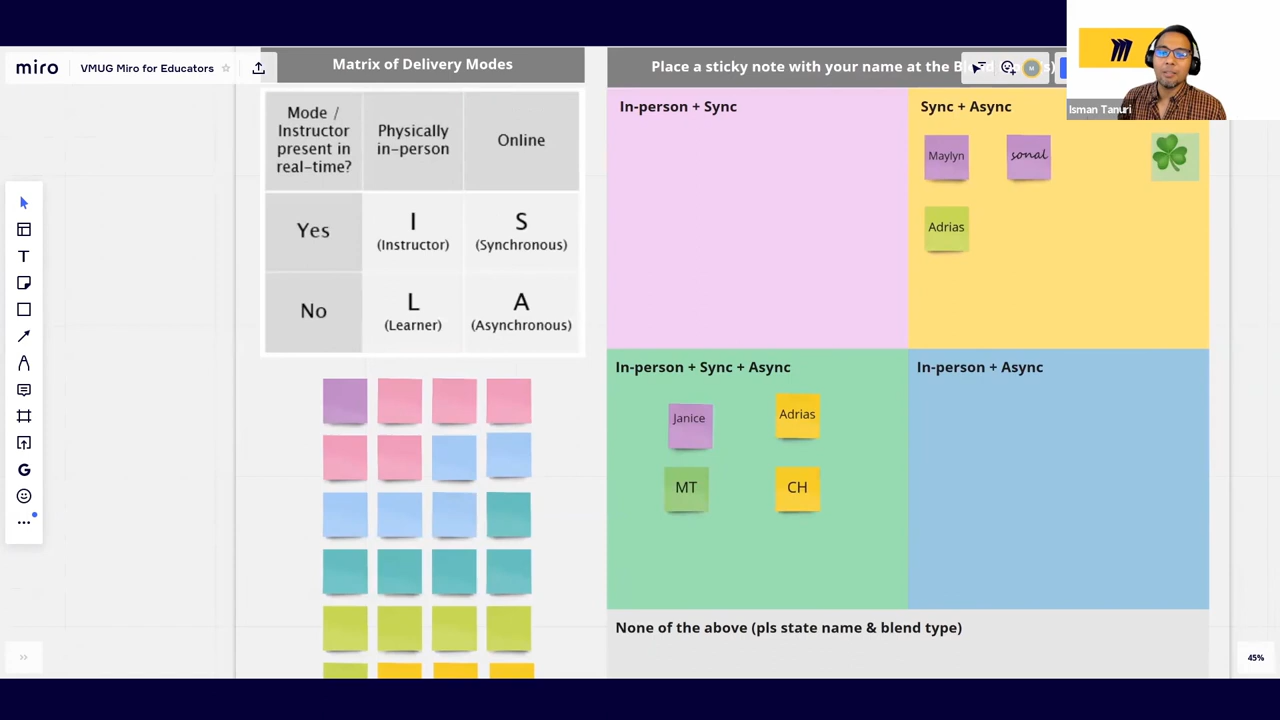 miro
VMUG Miro for Educators
Matrix of Delivery Modes
Place a sticky note with your name at the
Isman Tanuri
Mode /
Instructor
present in
real-time?
Physically
in-person
Online
Yes
I
(Instructor)
S
(Synchronous)
No
L
(Learner)
A
(Asynchronous)
In-person + Sync
Sync + Async
Maylyn
sonal
Adrias
In-person + Sync + Async
Janice
Adrias
MT
CH
In-person + Async
None of the above (pls state name & blend type)
45%